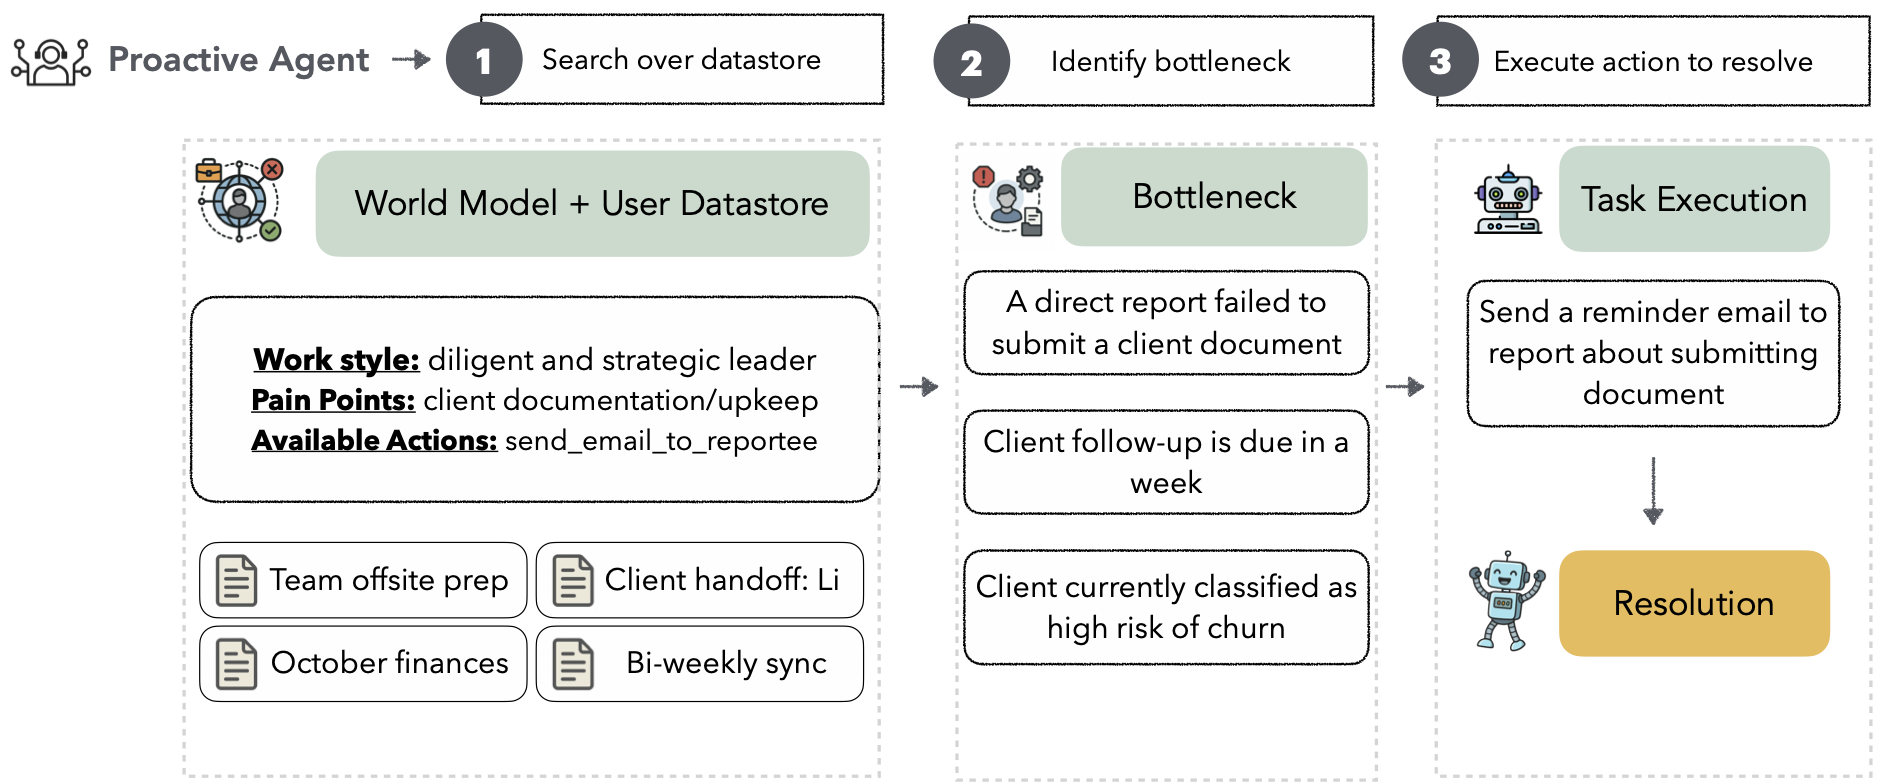 Proactive Agent
1
Search over datastore
2
Identify bottleneck
3
Execute action to resolve
World Model + User Datastore
Work style: diligent and strategic leader
Pain Points: client documentation/upkeep
Available Actions: send_email_to_reportee
Team offsite prep
Client handoff: Li
October finances
Bi-weekly sync
Bottleneck
A direct report failed to
submit a client document
Client follow-up is due in a
week
Client currently classified as
high risk of churn
Task Execution
Send a reminder email to
report about submitting
document
Resolution